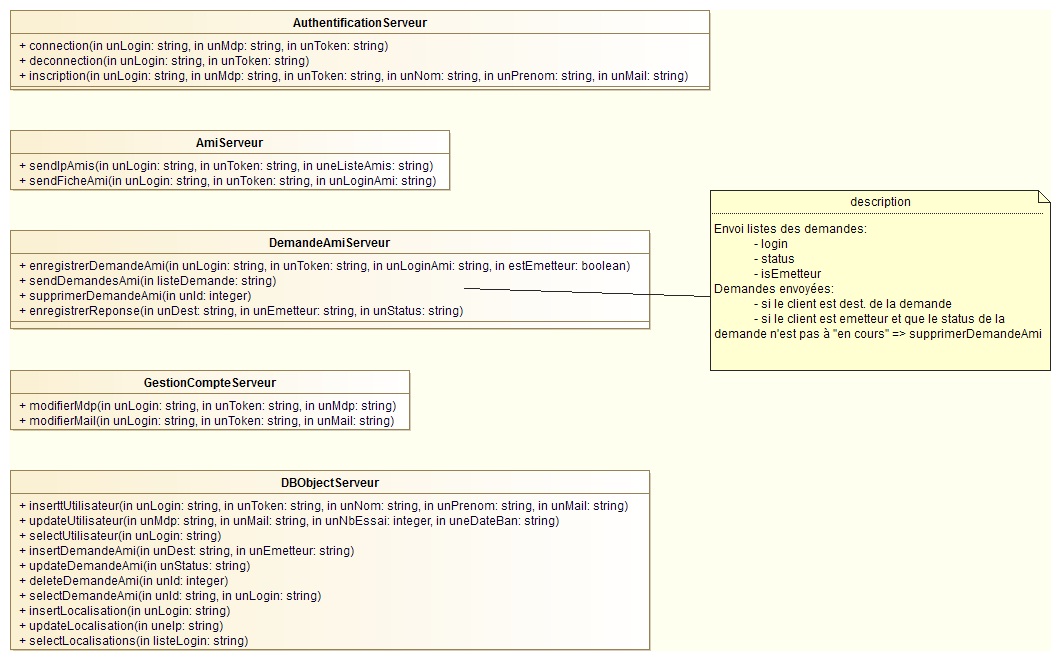 AuthentificationServeur
+ connection(in unLogin: string, in unMdp: string, in unToken: string)
+ deconnection(in unLogin: string, in unToken: string)
+ inscription(in unLogin: string, in unMdp: string, in unToken: string, in unNom: string, in unPrenom: string, in unMail: string)
AmiServeur
+ sendIpAmis(in unLogin: string, in unToken: string, in uneListeAmis: string)
+ sendFicheAmi(in unLogin: string, in unToken: string, in unLoginAmi: string)
DemandeAmiServeur
+ enregistrerDemandeAmi(in unLogin: string, in unToken: string, in unLoginAmi: string, in estEmetteur: boolean)
+ sendDemandesAmi(in listeDemande: string)
+ supprimerDemandeAmi(in unId: integer)
+ enregistrerReponse(in unDest: string, in unEmetteur: string, in unStatus: string)
description
Envoi listes des demandes:
- login
- status
- isEmetteur
Demandes envoyées:
- si le client est dest. de la demande
- si le client est emetteur et que le status de la
demande n'est pas à "en cours" => supprimerDemandeAmi
GestionCompteServeur
+ modifierMdp(in unLogin: string, in unToken: string, in unMdp: string)
+ modifierMail(in unLogin: string, in unToken: string, in unMail: string)
DBObjectServeur
+ inserttUtilisateur(in unLogin: string, in unToken: string, in unNom: string, in unPrenom: string, in unMail: string)
+ updateUtilisateur(in unMdp: string, in unMail: string, in unNbEssai: integer, in uneDateBan: string)
+ selectUtilisateur(in unLogin: string)
+ insertDemandeAmi(in unDest: string, in unEmetteur: string)
+ updateDemandeAmi(in unStatus: string)
+ deleteDemandeAmi(in unId: integer)
+ selectDemandeAmi(in unId: string, in unLogin: string)
+ insertLocalisation(in unLogin: string)
+ updateLocalisation(in uneIp: string)
+ selectLocalisations(in listeLogin: string)